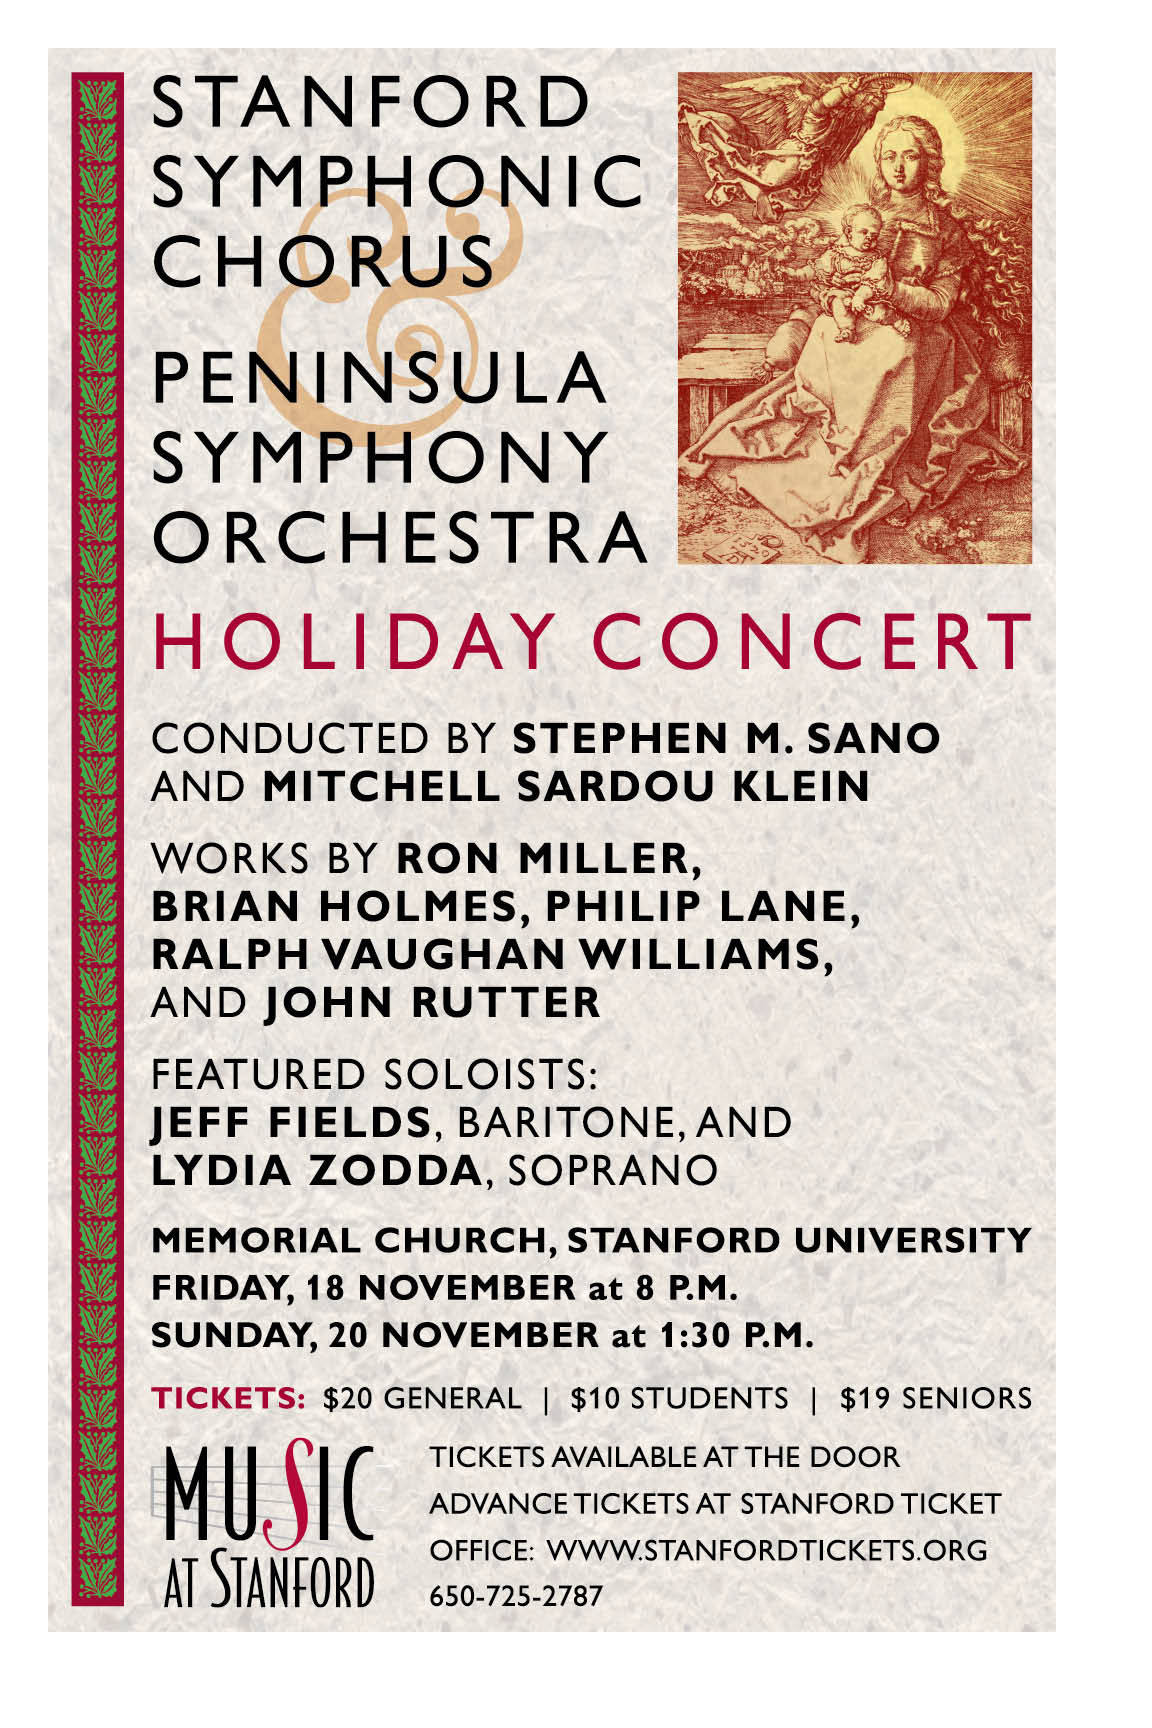 STANFORD
SYMPHONIC
CHORUS
&
PENINSULA
SYMPHONY
ORCHESTRA
HOLIDAY CONCERT
CONDUCTED BY STEPHEN M. SANO
AND MITCHELL SARDOU KLEIN
WORKS BY RON MILLER,
BRIAN HOLMES, PHILIP LANE,
RALPH VAUGHAN WILLIAMS,
AND JOHN RUTTER
FEATURED SOLOISTS:
JEFF FIELDS, BARITONE, AND
LYDIA ZODDA, SOPRANO
MEMORIAL CHURCH, STANFORD UNIVERSITY
FRIDAY, 18 NOVEMBER at 8 P.M.
SUNDAY, 20 NOVEMBER at 1:30 P.M.
TICKETS: $20 GENERAL | $10 STUDENTS | $19 SENIORS
MUSIC
AT STANFORD
TICKETS AVAILABLE AT THE DOOR
ADVANCE TICKETS AT STANFORD TICKET
OFFICE: WWW.STANFORDTICKETS.ORG
650-725-2787